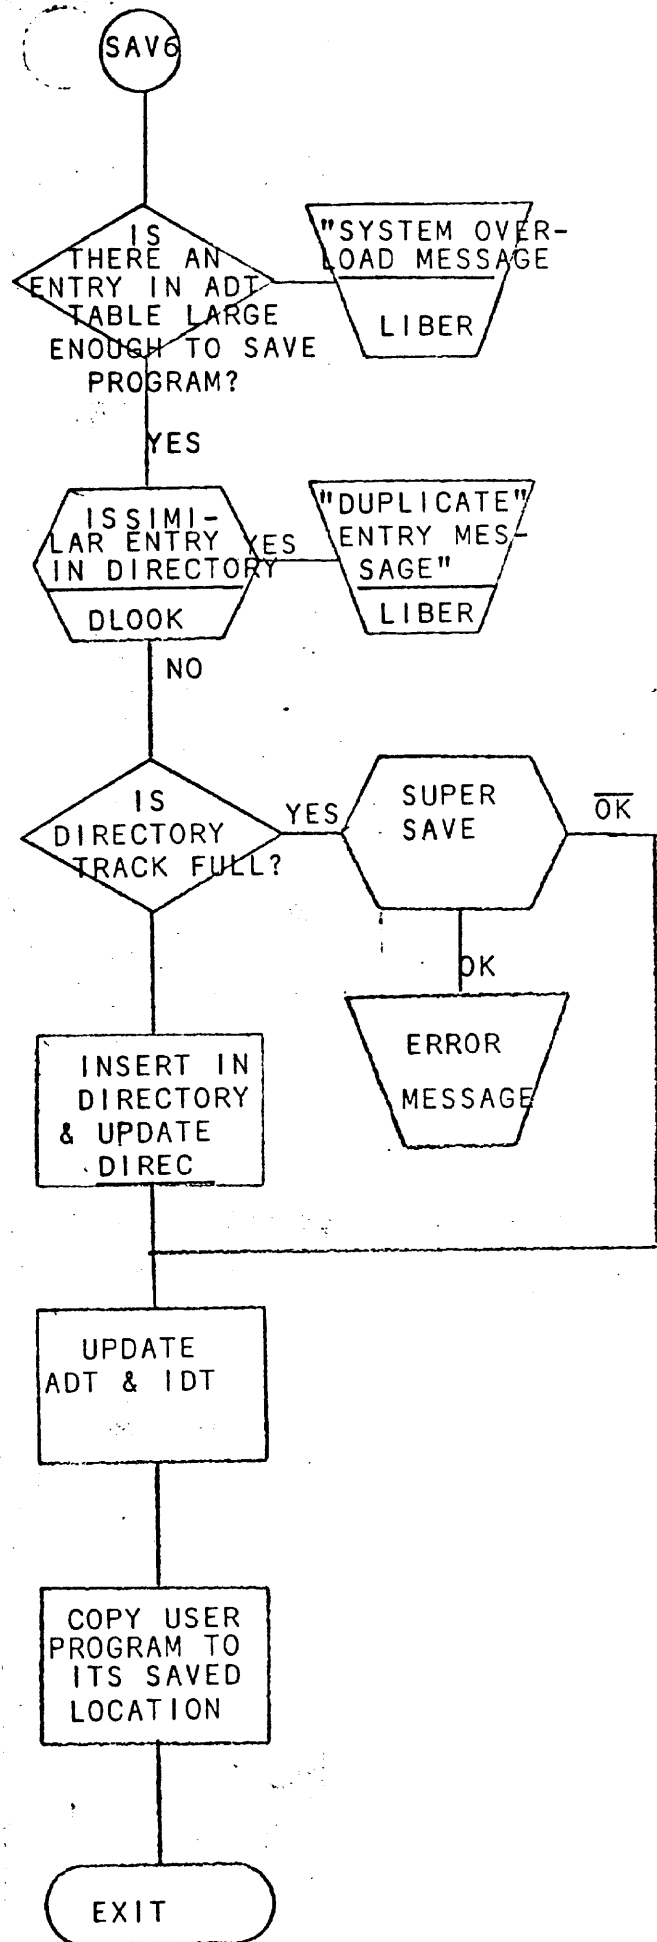 SAV6
IS
THERE AN
ENTRY IN ADT
TABLE LARGE
ENOUGH TO SAVE
PROGRAM?
"SYSTEM OVER-
LOAD MESSAGE
LIBER
YES
ISSIMI-
LAR ENTRY
IN DIRECTORY
DLOOK
YES
"DUPLICATE"
ENTRY MES-
SAGE"
LIBER
NO
IS
DIRECTORY
TRACK FULL?
YES
SUPER
SAVE
O̅K̅
OK
ERROR
MESSAGE
INSERT IN
DIRECTORY
& UPDATE
DIREC
UPDATE
ADT & IDT
COPY USER
PROGRAM TO
ITS SAVED
LOCATION
EXIT